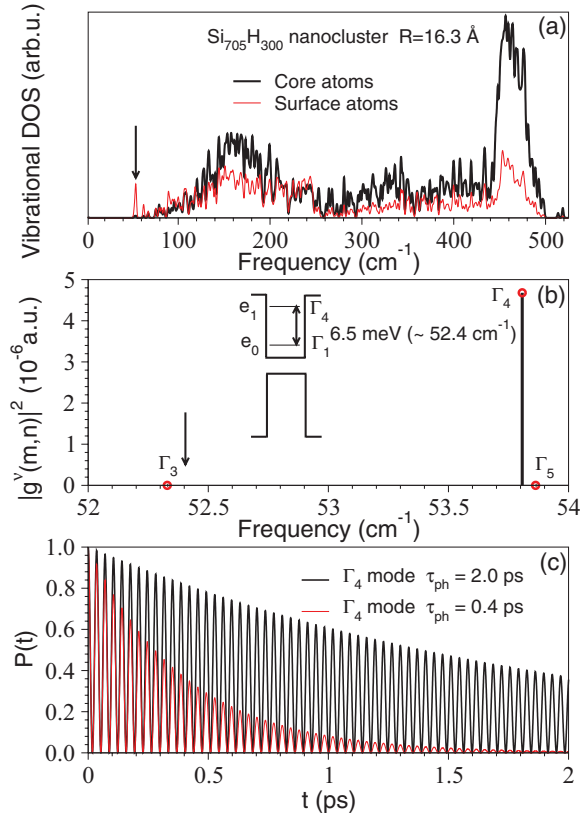 Si₇₀₅H₃₀₀ nanocluster R=16.3 Å (a)
Core atoms
Surface atoms
Vibrational DOS (arb.u.)
0 100 200 300 400 500
Frequency (cm⁻¹)
5
4
3
2
1
0
|gᵛ(m,n)|² (10⁻⁶ a.u.)
Γ₄ (b)
e₁ Γ₄
6.5 meV (~ 52.4 cm⁻¹)
e₀ Γ₁
Γ₃ Γ₅
52 52.5 53 53.5 54
Frequency (cm⁻¹)
1.0
0.8
0.6
0.4
0.2
0.0
P(t)
(c)
Γ₄ mode τₚₕ = 2.0 ps
Γ₄ mode τₚₕ = 0.4 ps
0 0.5 1 1.5 2
t (ps)